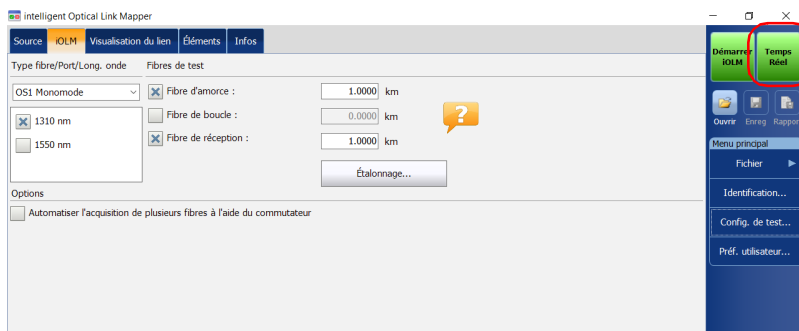 intelligent Optical Link Mapper
Source iOLM Visualisation du lien Éléments Infos
Type fibre/Port/Long. onde Fibres de test
OS1 Monomode Fibre d'amorce : 1.0000 km
1310 nm Fibre de boucle : 0.0000 km
1550 nm Fibre de réception : 1.0000 km
?
Étalonnage...
Options
Automatiser l'acquisition de plusieurs fibres à l'aide du commutateur
Démarrer iOLM
Temps Réel
Ouvrir Enreg Rapport
Menu principal
Fichier
Identification...
Config. de test...
Préf. utilisateur...